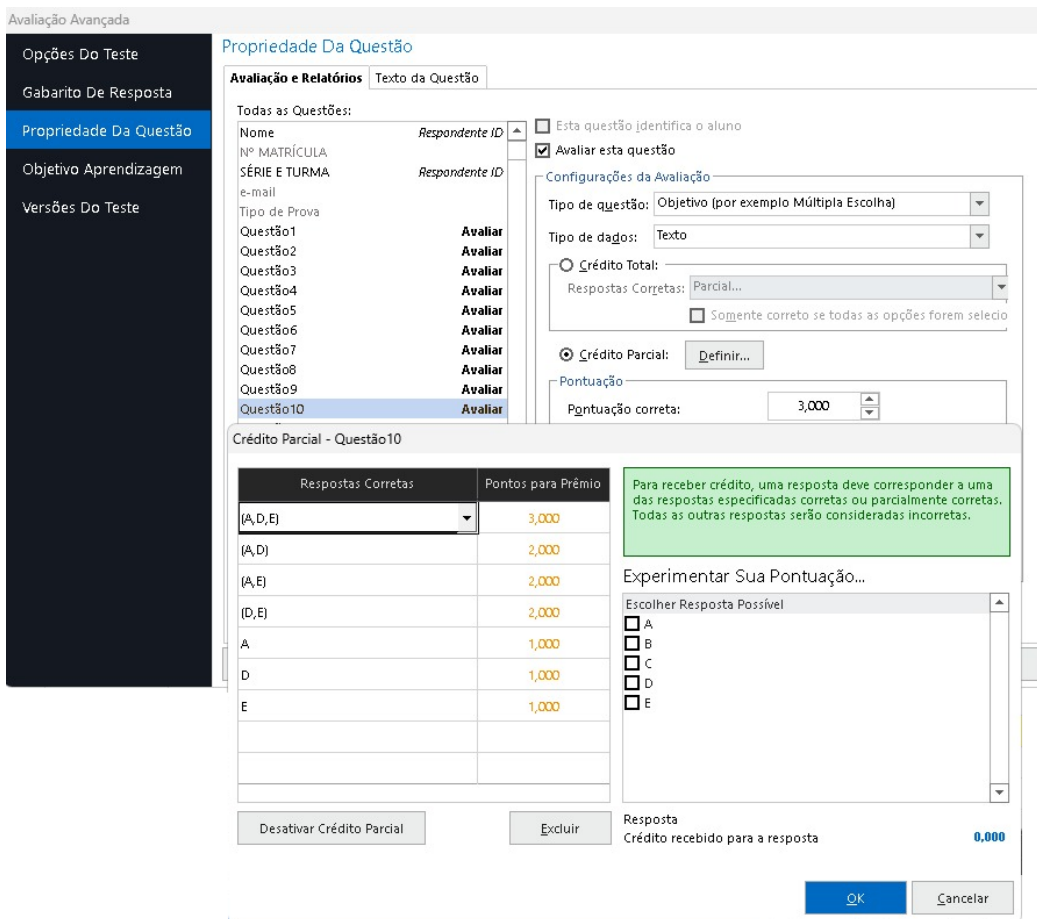 Avaliação Avançada
Opções Do Teste
Gabarito De Resposta
Propriedade Da Questão
Objetivo Aprendizagem
Versões Do Teste
Propriedade Da Questão
Avaliação e Relatórios Texto da Questão
Todas as Questões:
Nome Respondente ID
Nº MATRÍCULA
SÉRIE E TURMA Respondente ID
e-mail
Tipo de Prova
Questão1 Avaliar
Questão2 Avaliar
Questão3 Avaliar
Questão4 Avaliar
Questão5 Avaliar
Questão6 Avaliar
Questão7 Avaliar
Questão8 Avaliar
Questão9 Avaliar
Questão10 Avaliar
Esta questão identifica o aluno
Avaliar esta questão
Configurações da Avaliação
Tipo de questão: Objetivo (por exemplo Múltipla Escolha)
Tipo de dados: Texto
Crédito Total:
Respostas Corretas: Parcial...
Somente correto se todas as opções forem selecio
Crédito Parcial: Definir...
Pontuação
Pontuação correta: 3,000
Crédito Parcial - Questão10
Respostas Corretas Pontos para Prêmio
(A,D,E) 3,000
(A,D) 2,000
(A,E) 2,000
(D,E) 2,000
A 1,000
D 1,000
E 1,000
Desativar Crédito Parcial Excluir
Para receber crédito, uma resposta deve corresponder a uma
das respostas especificadas corretas ou parcialmente corretas.
Todas as outras respostas serão consideradas incorretas.
Experimentar Sua Pontuação...
Escolher Resposta Possível
A
B
C
D
E
Resposta
Crédito recebido para a resposta 0,000
OK Cancelar